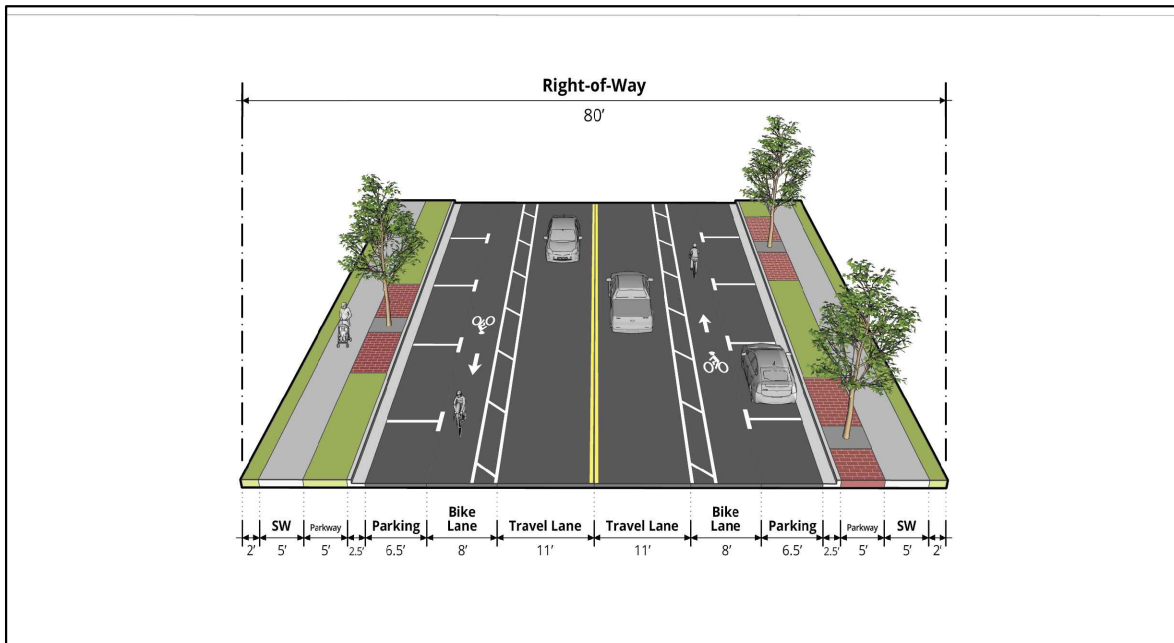 Right-of-Way
80’
SW Parkway Parking Bike Lane Travel Lane Travel Lane Bike Lane Parking Parkway SW
2’ 5’ 5’ 2.5’ 6.5’ 8’ 11’ 11’ 8’ 6.5’ 2.5’ 5’ 5’ 2’